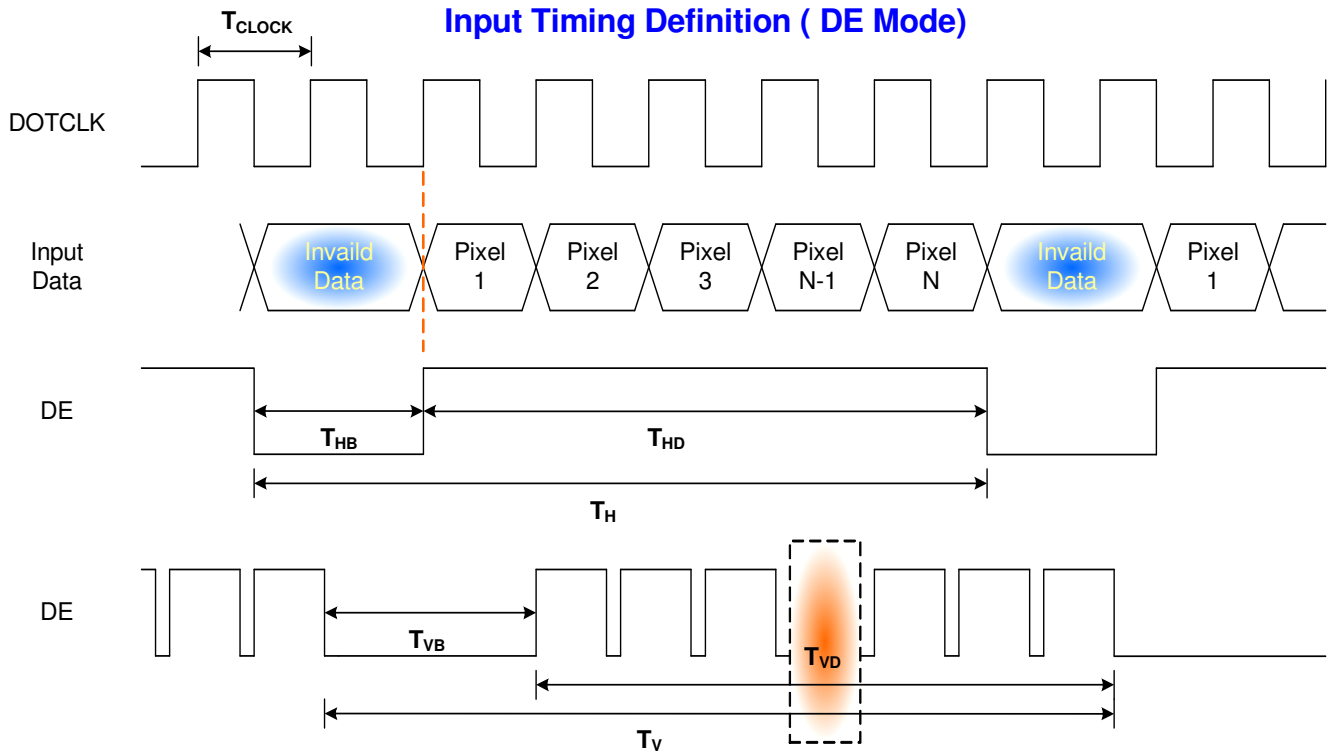 Input Timing Definition ( DE Mode)
TCLOCK
DOTCLK
Input
Data
Invaild
Data
Pixel
1
Pixel
2
Pixel
3
Pixel
N-1
Pixel
N
Invaild
Data
Pixel
1
DE
THB
THD
TH
DE
TVB
TVD
TV